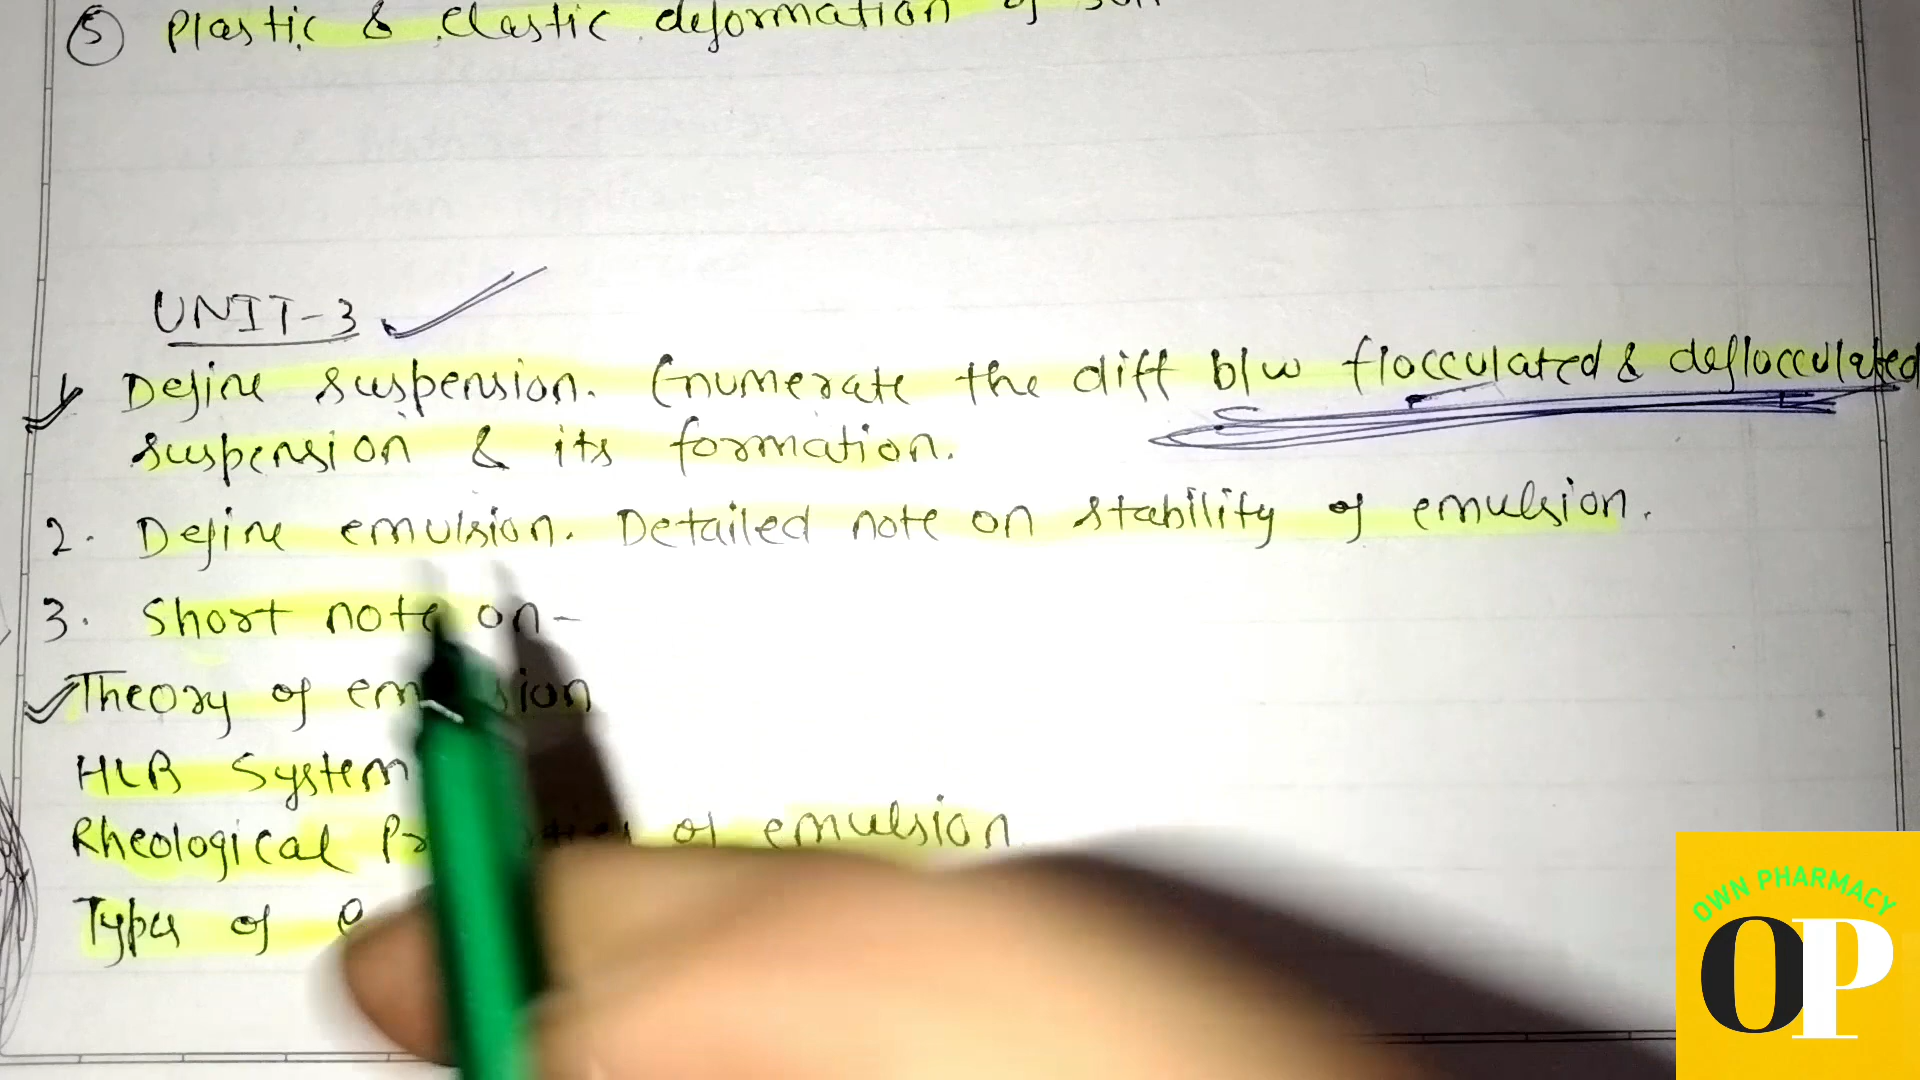 ⑤ Plastic & Elastic deformation of
UNIT-3
1. Define suspension. Enumerate the diff b/w flocculated & deflocculated
suspension & its formation.
2. Define emulsion. Detailed note on stability of emulsion.
3. Short note on-
Theory of
HLB System
Rheological of emulsion
Types of
OWN PHARMACY
OP